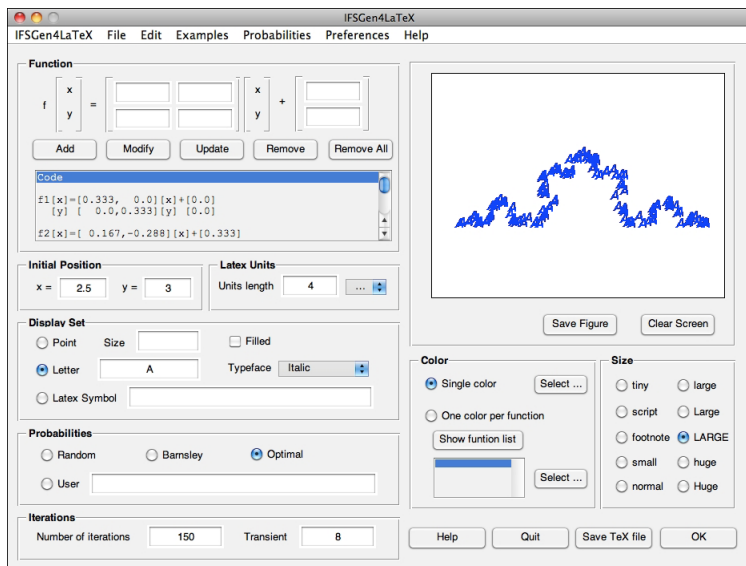 IFSGen4LaTeX
IFSGen4LaTeX File Edit Examples Probabilities Preferences Help
Function
f x y = x y +
Add Modify Update Remove Remove All
Code
f1[x]=[0.333, 0.0][x]+[0.0]
[y] [ 0.0,0.333][y] [0.0]
f2[x]=[ 0.167,-0.288][x]+[0.333]
Initial Position
x = 2.5 y = 3
Latex Units
Units length 4 ...
Display Set
Point Size Filled
Letter A Typeface Italic
Latex Symbol
Probabilities
Random Barnsley Optimal
User
Iterations
Number of iterations 150 Transient 8
Save Figure Clear Screen
Color
Single color Select ...
One color per function
Show funtion list
Select ...
Size
tiny large
script Large
footnote LARGE
small huge
normal Huge
Help Quit Save TeX file OK